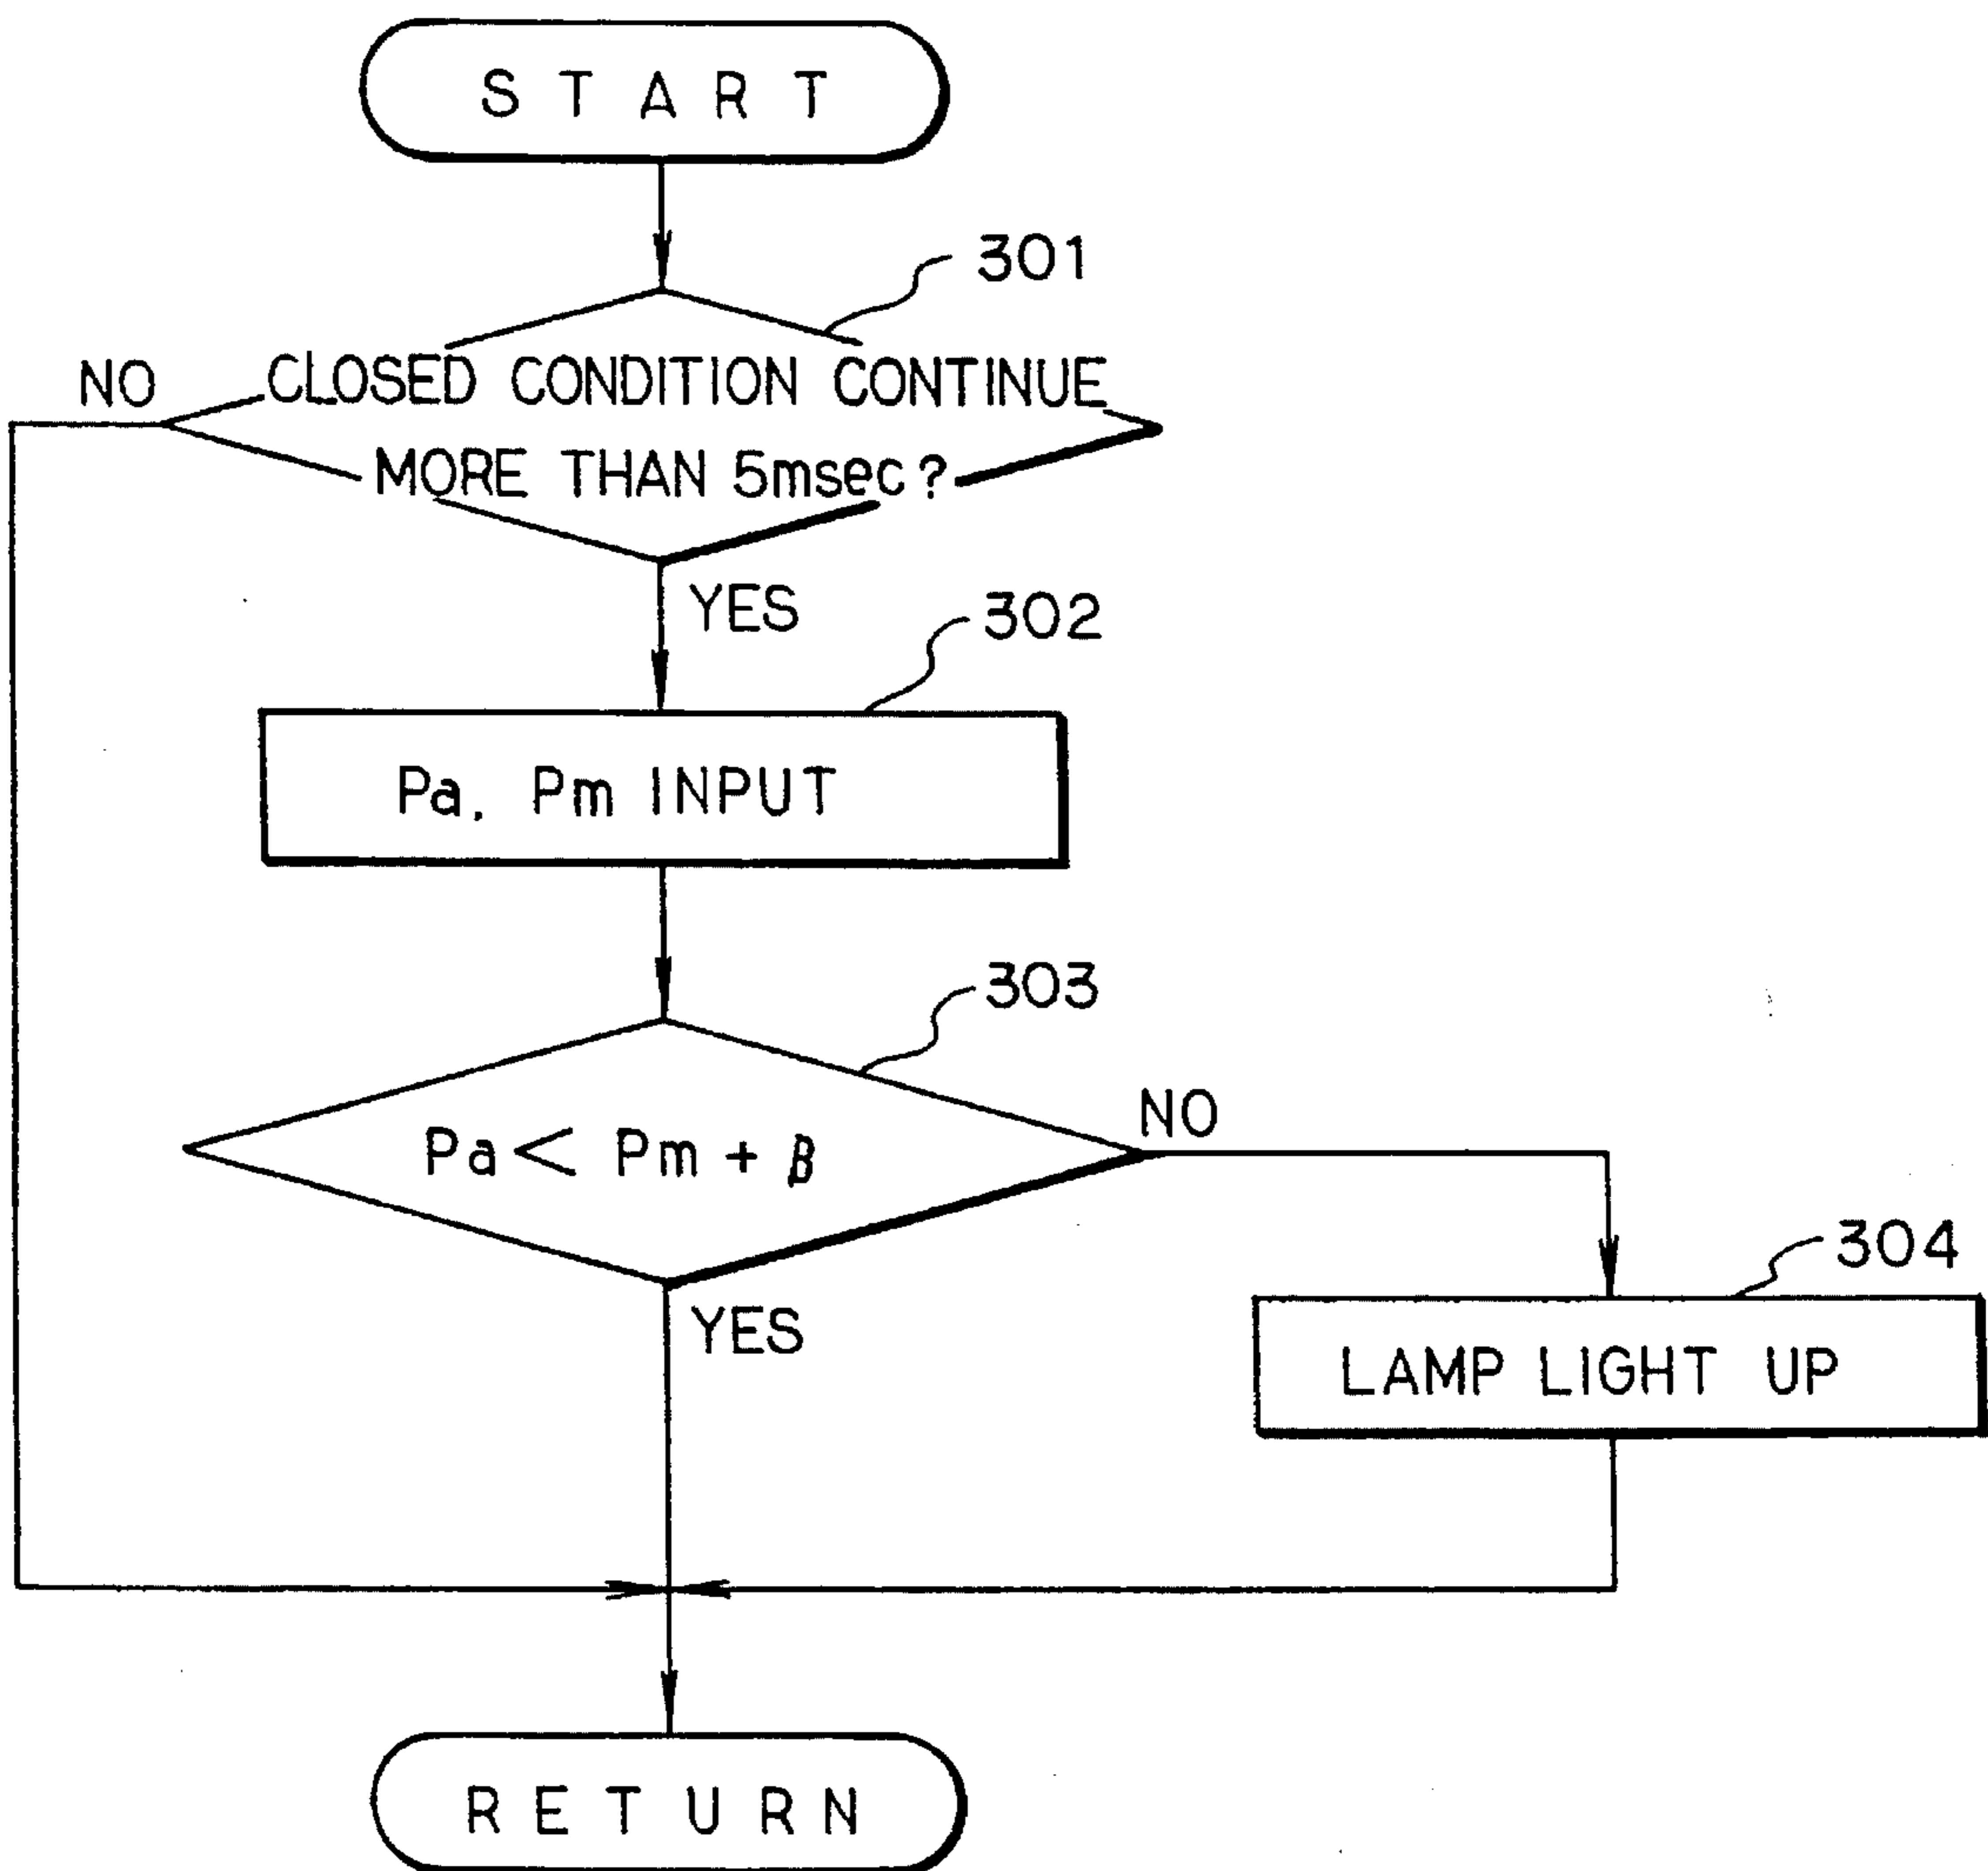 START
301
NO
CLOSED CONDITION CONTINUE
MORE THAN 5msec?
YES
302
Pa, Pm INPUT
303
Pa < Pm + β
NO
YES
304
LAMP LIGHT UP
RETURN